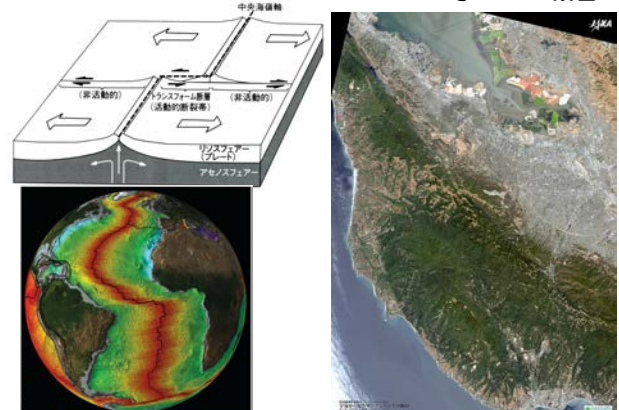 中央海嶺軸
(非活動的)
トランスフォーム断層
(活動的断裂帯)
(非活動的)
リソスフェアー
(プレート)
アセノスフェアー